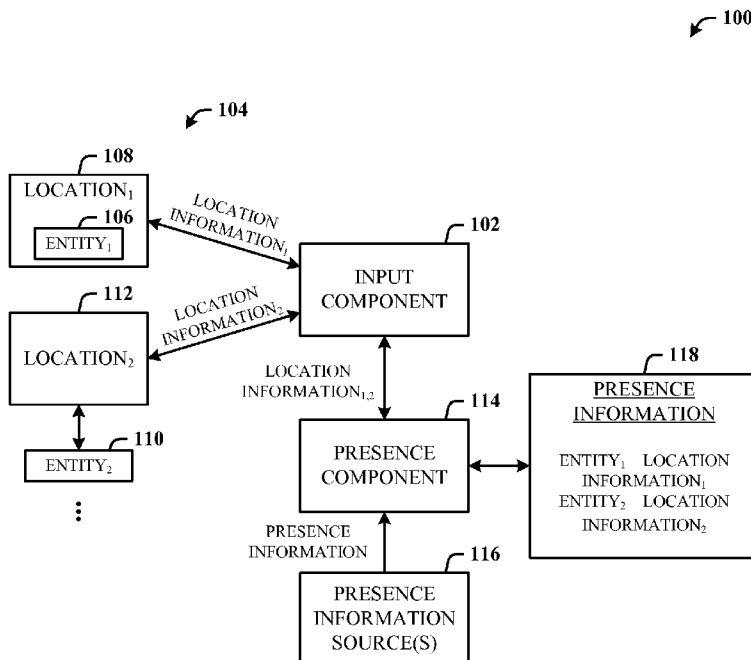 100
104
108
LOCATION₁
106
ENTITY₁
LOCATION
INFORMATION₁
102
INPUT
COMPONENT
112
LOCATION₂
LOCATION
INFORMATION₂
110
ENTITY₂
LOCATION
INFORMATION₁,₂
114
PRESENCE
COMPONENT
118
PRESENCE
INFORMATION
ENTITY₁ LOCATION
INFORMATION₁
ENTITY₂ LOCATION
INFORMATION₂
PRESENCE
INFORMATION
116
PRESENCE
INFORMATION
SOURCE(S)